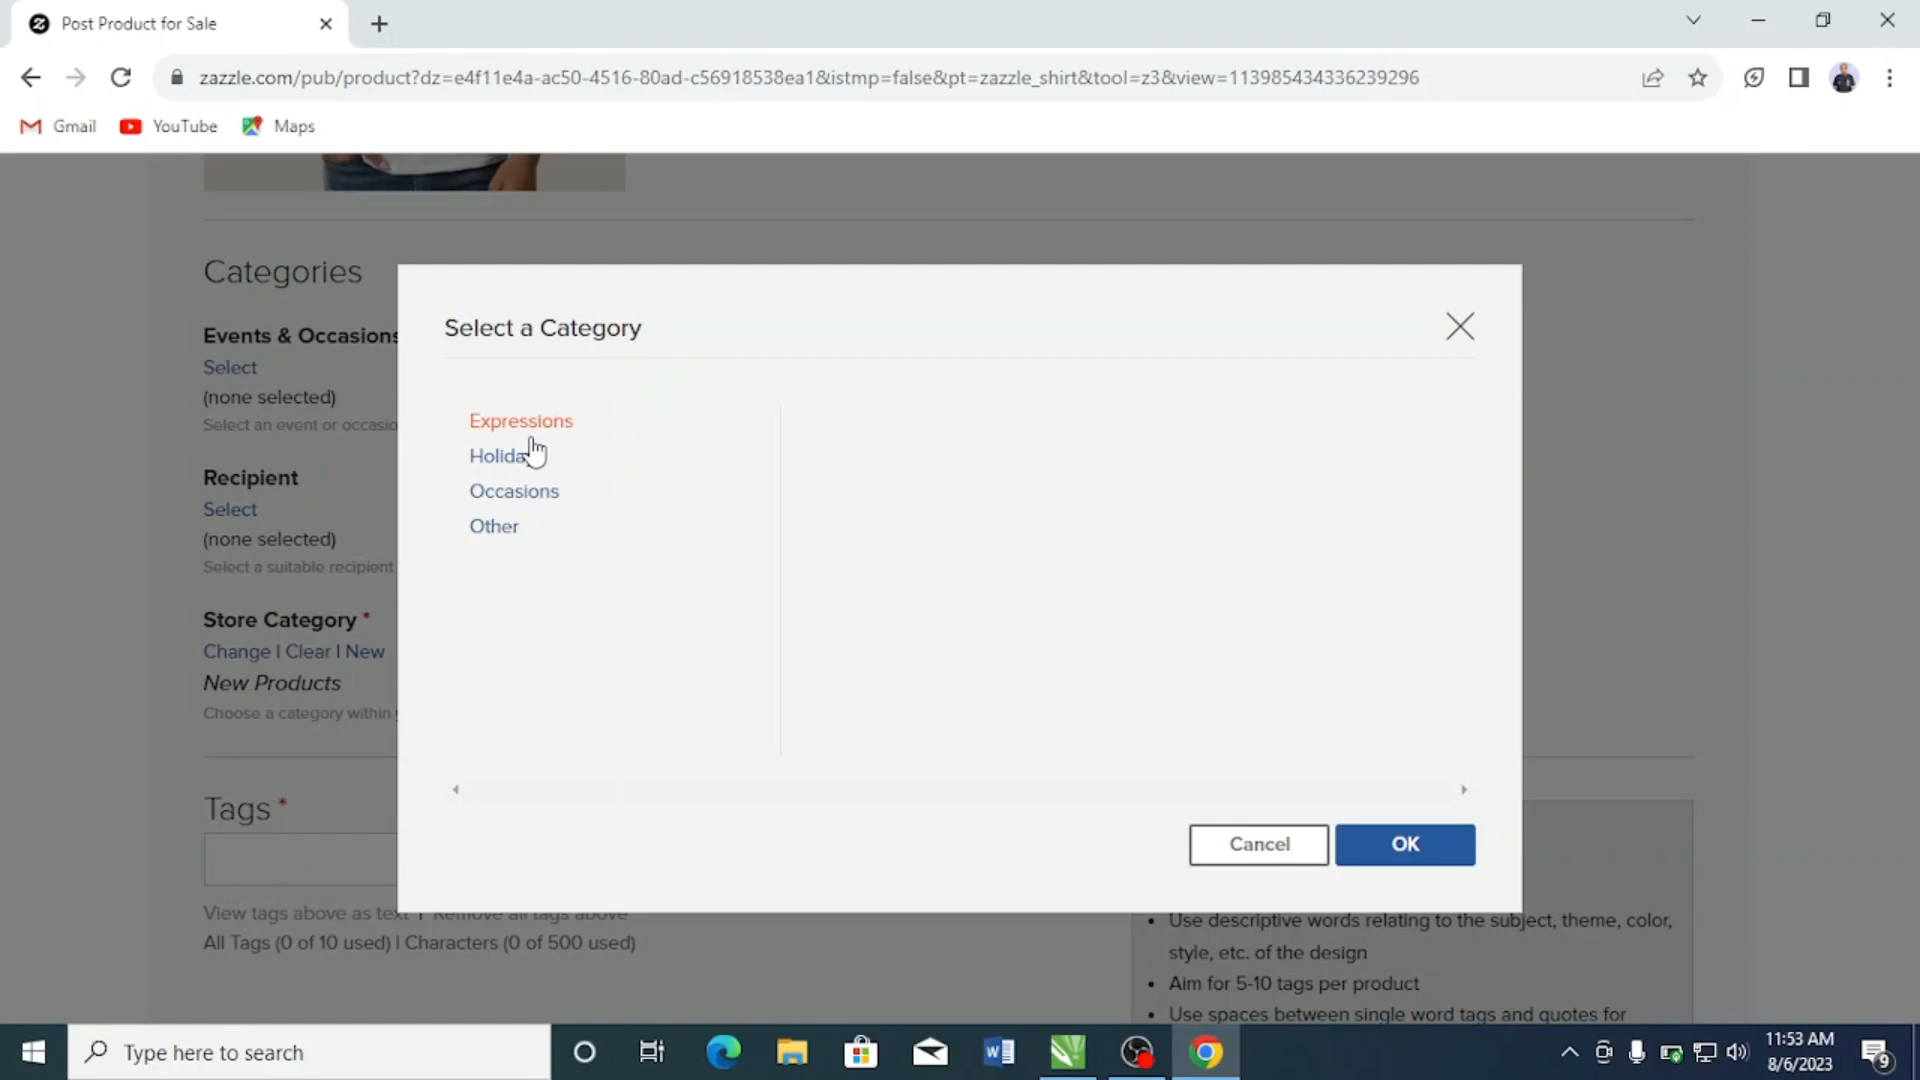 Post Product for Sale
zazzle.com/pub/product?dz=e4f11e4a-ac50-4516-80ad-c56918538ea1&istmp=false&pt=zazzle_shirt&tool=z3&view=113985434336239296
Gmail YouTube Maps
Categories
Events & Occasions
Select
(none selected)
Select an event or occasio
Recipient
Select
(none selected)
Select a suitable recipient
Store Category *
Change | Clear | New
New Products
Choose a category within
Select a Category
Expressions
Holida
Occasions
Other
Cancel OK
Tags *
View tags above as text | Remove all tags above
All Tags (0 of 10 used) | Characters (0 of 500 used)
• Use descriptive words relating to the subject, theme, color,
style, etc. of the design
• Aim for 5-10 tags per product
• Use spaces between single word tags and quotes for
Type here to search
11:53 AM
8/6/2023
9